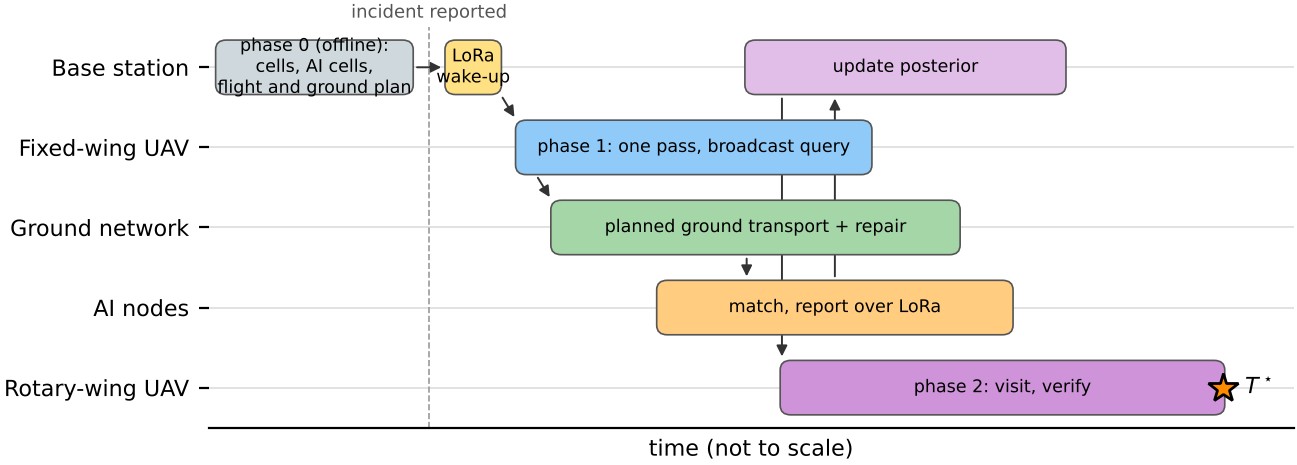 incident reported
Base station
phase 0 (offline):
cells, AI cells,
flight and ground plan
LoRa
wake-up
update posterior
Fixed-wing UAV
phase 1: one pass, broadcast query
Ground network
planned ground transport + repair
AI nodes
match, report over LoRa
Rotary-wing UAV
phase 2: visit, verify
T⋆
time (not to scale)